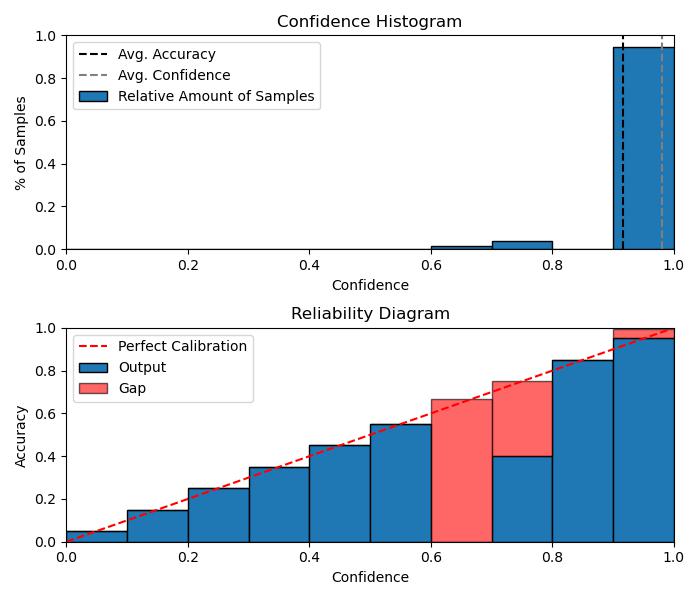 Confidence Histogram
1.0
0.8
0.6
0.4
0.2
0.0
% of Samples
Avg. Accuracy
Avg. Confidence
Relative Amount of Samples
0.0 0.2 0.4 0.6 0.8 1.0
Confidence
Reliability Diagram
1.0
0.8
0.6
0.4
0.2
0.0
Accuracy
Perfect Calibration
Output
Gap
0.0 0.2 0.4 0.6 0.8 1.0
Confidence